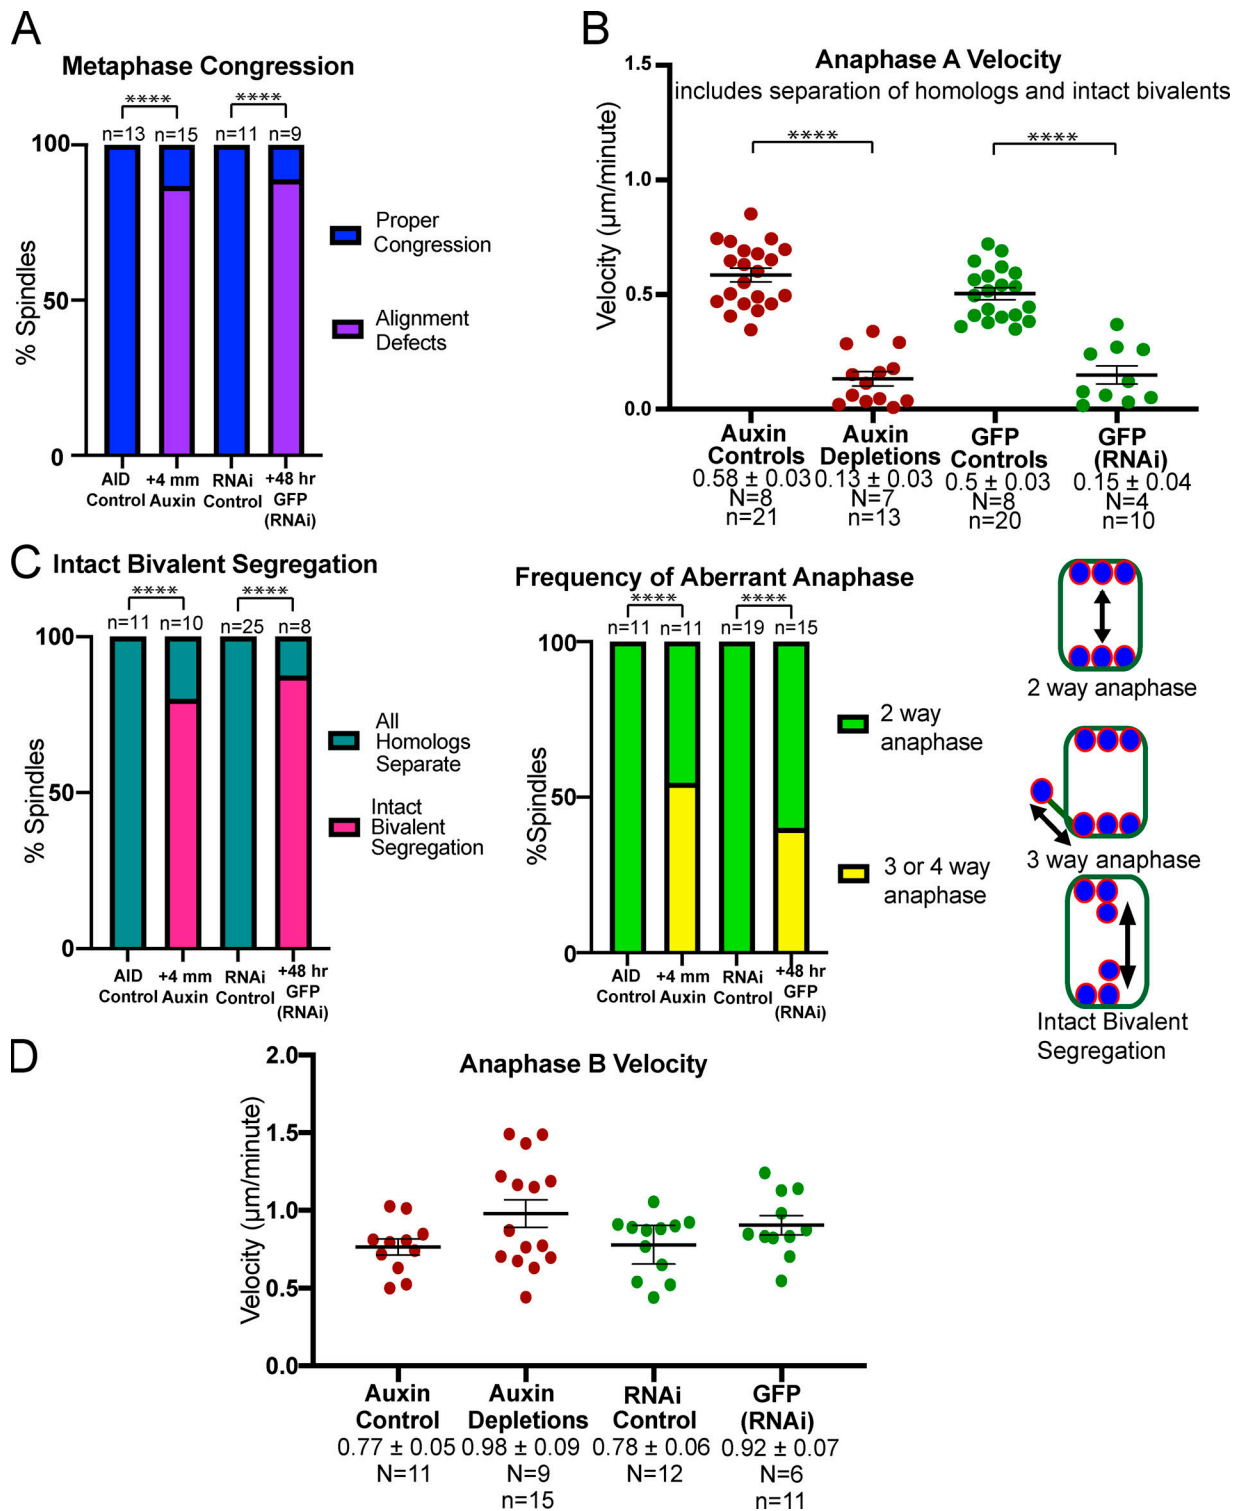 A
Metaphase Congression
**** ****
n=13 n=15 n=11 n=9
100
50
0
% Spindles
AID Control
+4 mm Auxin
RNAi Control
+48 hr GFP (RNAi)
Proper
Congression
Alignment
Defects
B
Anaphase A Velocity
includes separation of homologs and intact bivalents
**** ****
1.5
1.0
0.5
0.0
Velocity (µm/minute)
Auxin Controls
0.58 ± 0.03
N=8
n=21
Auxin Depletions
0.13 ± 0.03
N=7
n=13
GFP Controls
0.5 ± 0.03
N=8
n=20
GFP (RNAi)
0.15 ± 0.04
N=4
n=10
C
Intact Bivalent Segregation
**** ****
n=11 n=10 n=25 n=8
100
50
0
% Spindles
AID Control
+4 mm Auxin
RNAi Control
+48 hr GFP (RNAi)
All
Homologs
Separate
Intact
Bivalent
Segregation
Frequency of Aberrant Anaphase
**** ****
n=11 n=11 n=19 n=15
100
50
0
%Spindles
AID Control
+4 mm Auxin
RNAi Control
+48 hr GFP (RNAi)
2 way
anaphase
3 or 4 way
anaphase
2 way anaphase
3 way anaphase
Intact Bivalent
Segregation
D
Anaphase B Velocity
2.0
1.5
1.0
0.5
0.0
Velocity (µm/minute)
Auxin Control
0.77 ± 0.05
N=11
Auxin Depletions
0.98 ± 0.09
N=9
n=15
RNAi Control
0.78 ± 0.06
N=12
GFP (RNAi)
0.92 ± 0.07
N=6
n=11